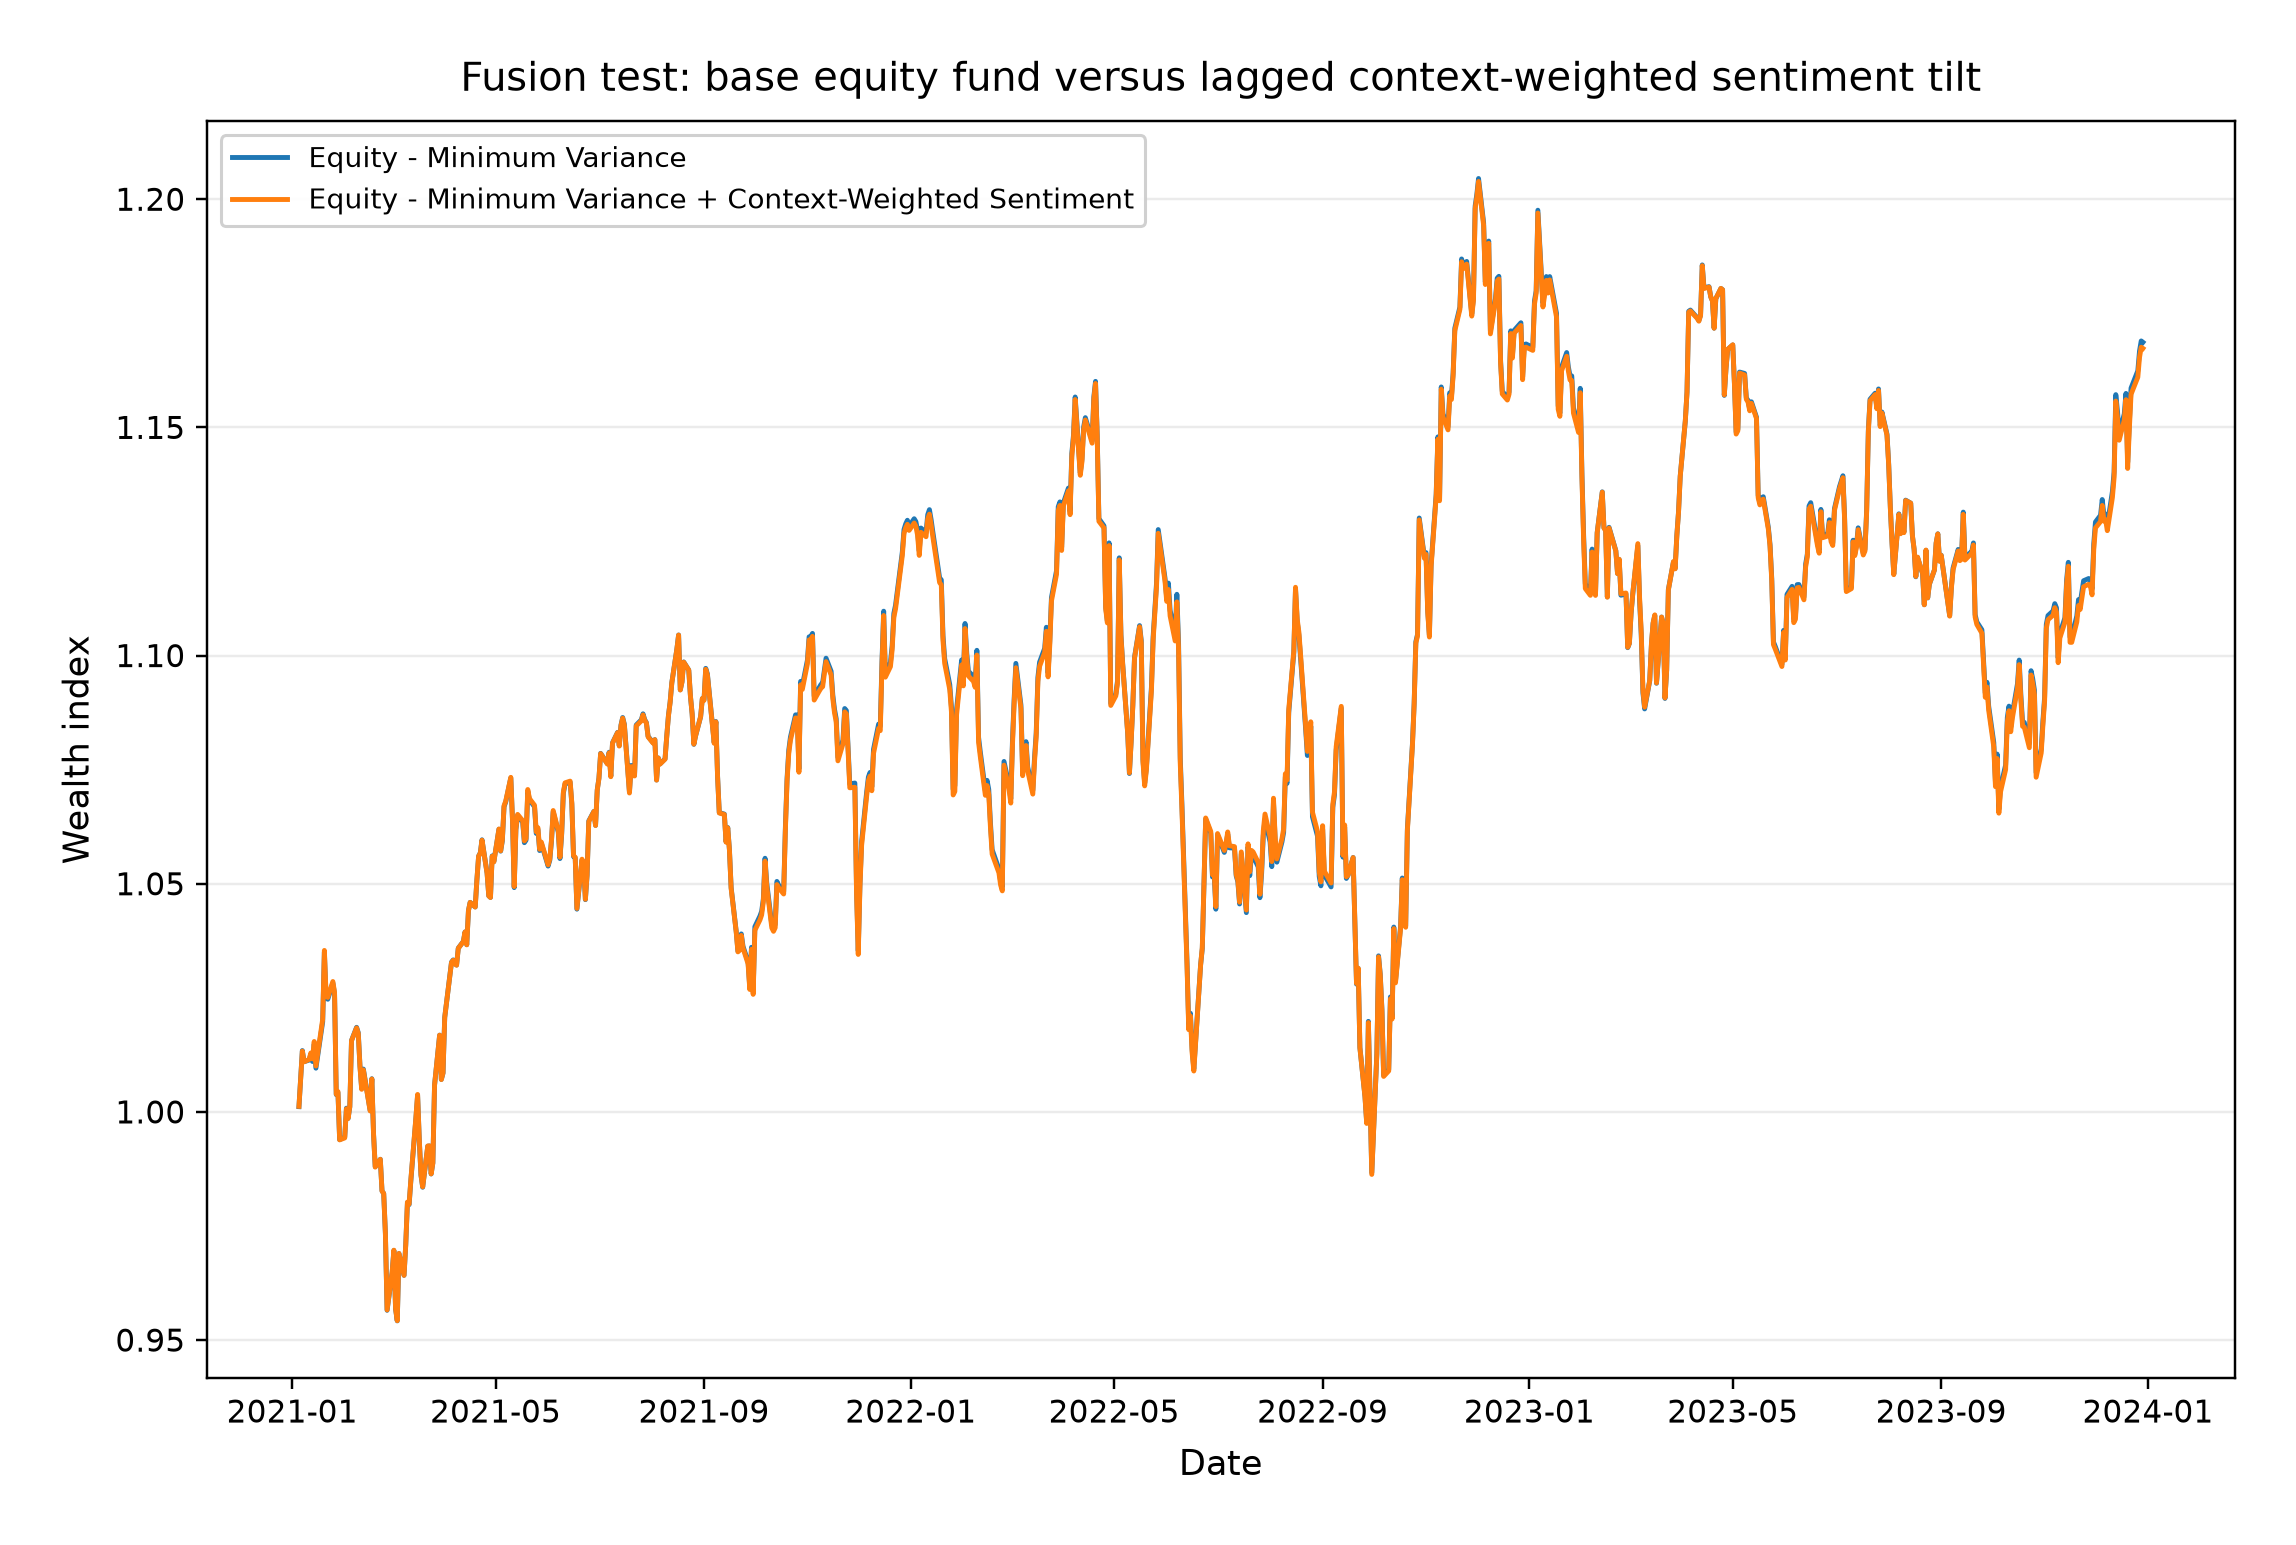 Fusion test: base equity fund versus lagged context-weighted sentiment tilt
Equity - Minimum Variance
Equity - Minimum Variance + Context-Weighted Sentiment
1.20
1.15
1.10
1.05
1.00
0.95
Wealth index
2021-01 2021-05 2021-09 2022-01 2022-05 2022-09 2023-01 2023-05 2023-09 2024-01
Date